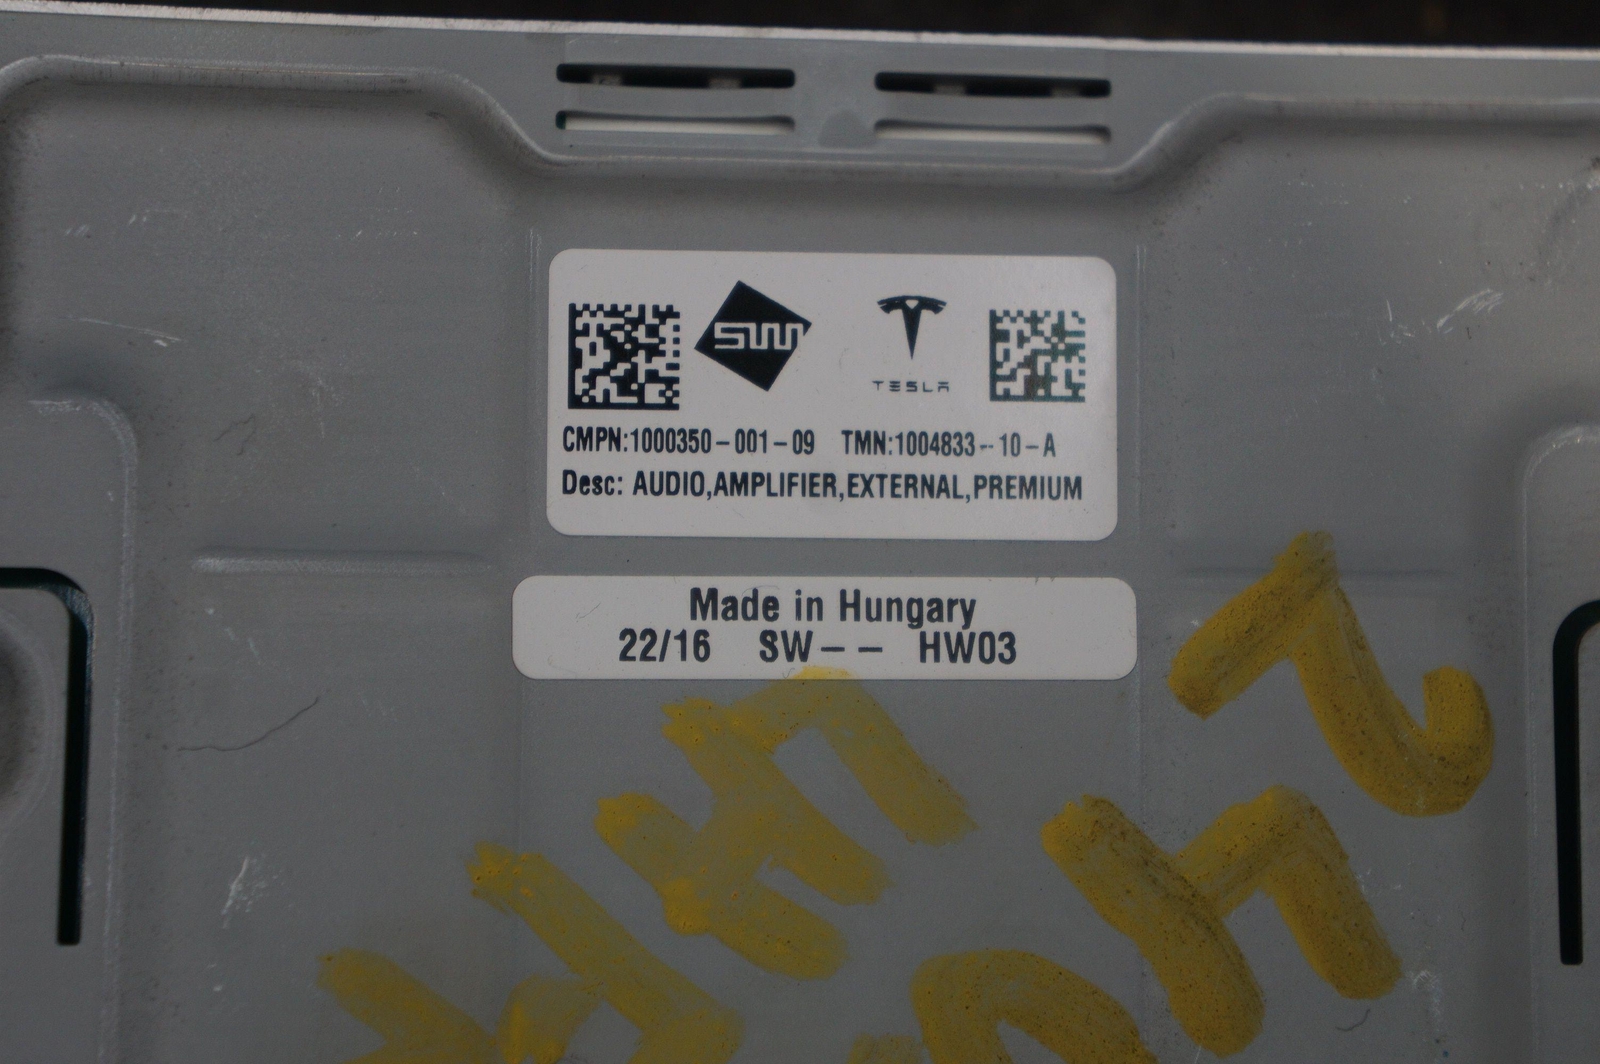 SW
TESLA
CMPN:1000350-001-09 TMN:1004833-10-A
Desc: AUDIO,AMPLIFIER,EXTERNAL,PREMIUM
Made in Hungary
22/16 SW-- HW03